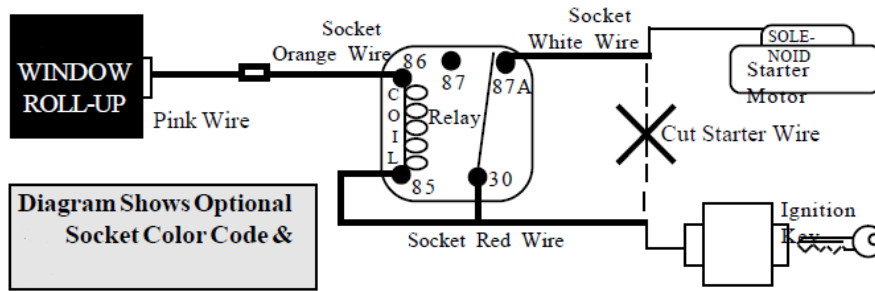 WINDOW
ROLL-UP
Pink Wire
Socket
Orange Wire
86
87
87A
COIL
Relay
85
30
Socket
White Wire
SOLE-
NOID
Starter
Motor
Cut Starter Wire
Diagram Shows Optional
Socket Color Code &
Socket Red Wire
Ignition
Key